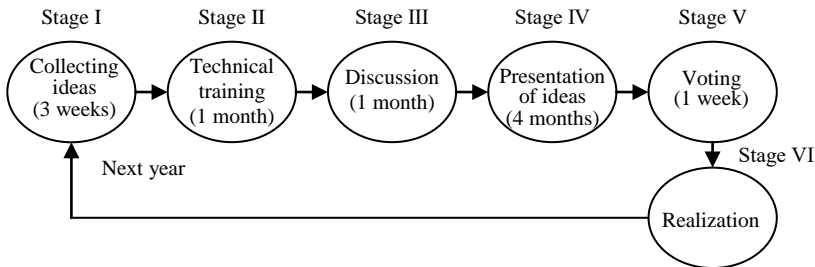 Stage I
Stage II
Stage III
Stage IV
Stage V
Collecting
ideas
(3 weeks)
Technical
training
(1 month)
Discussion
(1 month)
Presentation
of ideas
(4 months)
Voting
(1 week)
Stage VI
Next year
Realization